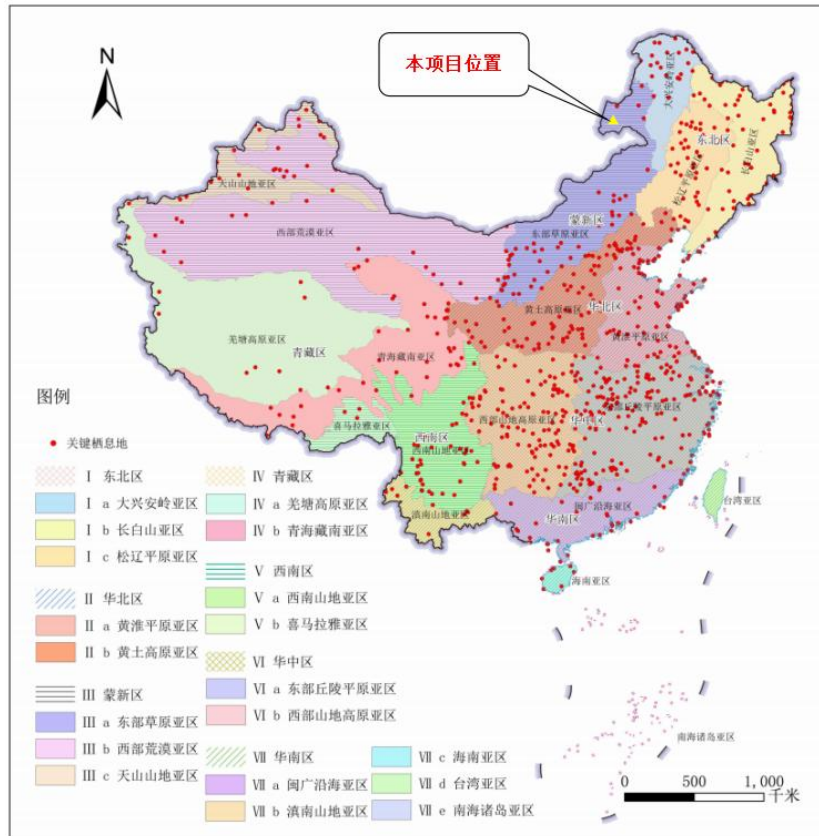 N
本项目位置
大兴安岭亚区
东北区
长白山亚区
松辽平原亚区
天山山地亚区
蒙新区
西部荒漠亚区
东部草原亚区
黄土高原亚区
华北区
黄淮平原亚区
羌塘高原亚区
青藏区
青海藏南亚区
喜马拉雅亚区
西南区
西南山地亚区
西部山地高原亚区
华中区
东部丘陵平原亚区
滇南山地亚区
华南区
闽广沿海亚区
台湾亚区
海南亚区
南海诸岛亚区
图例
关键栖息地
I 东北区
I a 大兴安岭亚区
I b 长白山亚区
I c 松辽平原亚区
II 华北区
II a 黄淮平原亚区
II b 黄土高原亚区
III 蒙新区
III a 东部草原亚区
III b 西部荒漠亚区
III c 天山山地亚区
IV 青藏区
IV a 羌塘高原亚区
IV b 青海藏南亚区
V 西南区
V a 西南山地亚区
V b 喜马拉雅亚区
VI 华中区
VI a 东部丘陵平原亚区
VI b 西部山地高原亚区
VII 华南区
VII a 闽广沿海亚区
VII b 滇南山地亚区
VII c 海南亚区
VII d 台湾亚区
VII e 南海诸岛亚区
0 500 1,000
千米